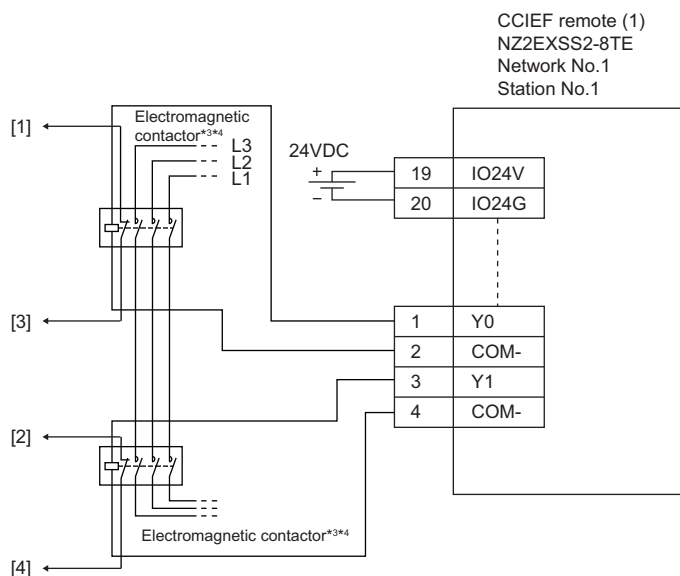 CCIEF remote (1)
NZ2EXSS2-8TE
Network No.1
Station No.1
[1]
Electromagnetic
contactor*3*4
L3
L2
L1
24VDC
+
−
19 IO24V
20 IO24G
[3]
1 Y0
2 COM-
3 Y1
4 COM-
[2]
Electromagnetic contactor*3*4
[4]